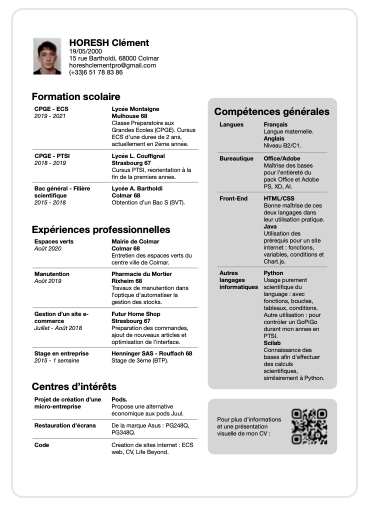 HORESH Clément
19/05/2000
15 rue Bartholdi, 68000 Colmar
horeshclementpro@gmail.com
(+33)6 51 78 83 86
Formation scolaire
CPGE - ECS
2019 - 2021
Lycée Montaigne
Mulhouse 68
Classe Preparatoire aux
Grandes Ecoles (CPGE). Cursus
ECS d'une durée de 2 ans,
actuellement en 2ème année.
CPGE - PTSI
2018 - 2019
Lycée L. Couffignal
Strasbourg 67
Cursus PTSI, réorientation à la
fin de la premiere année.
Bac général - Filière
scientifique
2015 - 2018
Lycée A. Bartholdi
Colmar 68
Obtention d'un Bac S (SVT).
Expériences professionnelles
Espaces verts
Août 2020
Mairie de Colmar
Colmar 68
Entretien des espaces verts du
centre ville de Colmar.
Manutention
Août 2019
Pharmacie du Mortier
Rixheim 68
Travaux de manutention dans
l'optique d'automatiser la
gestion des stocks.
Gestion d'un site e-
commerce
Juillet - Août 2018
Futur Home Shop
Strasbourg 67
Preparation des commandes,
ajout de nouveaux articles et
optimisation de l'interface.
Stage en entreprise
2015 - 1 semaine
Henninger SAS - Rouffach 68
Stage de 3ème (BTP).
Centres d'intérêts
Projet de création d'une
micro-entreprise
Pods.
Propose une alternative
économique aux pods Juul.
Restauration d'écrans
De la marque Asus : PG248Q,
PG348Q.
Code
Création de sites internet : ECS
web, CV, Life Beyond.
Compétences générales
Langues
Français
Langue maternelle.
Anglais
Niveau B2/C1.
Bureautique
Office/Adobe
Maîtrise des bases
pour l'entièreté du
pack Office et Adobe
PS, XD, AI.
Front-End
HTML/CSS
Bonne maîtrise de ces
deux langages dans
leur utilisation pratique.
Java
Utilisation des
prérequis pour un site
internet : fonctions,
variables, conditions et
Chart.js.
Autres
langages
informatiques
Python
Usage purement
scientifique du
language : avec
fonctions, boucles,
tableaux, conditions.
Autre utilisation : pour
controler un GoPiGo
durant mon année en
PTSI.
Scilab
Connaissance des
bases afin d'effectuer
des calculs
scientifiques,
similairement à Python.
Pour plus d'informations
et une présentation
visuelle de mon CV :